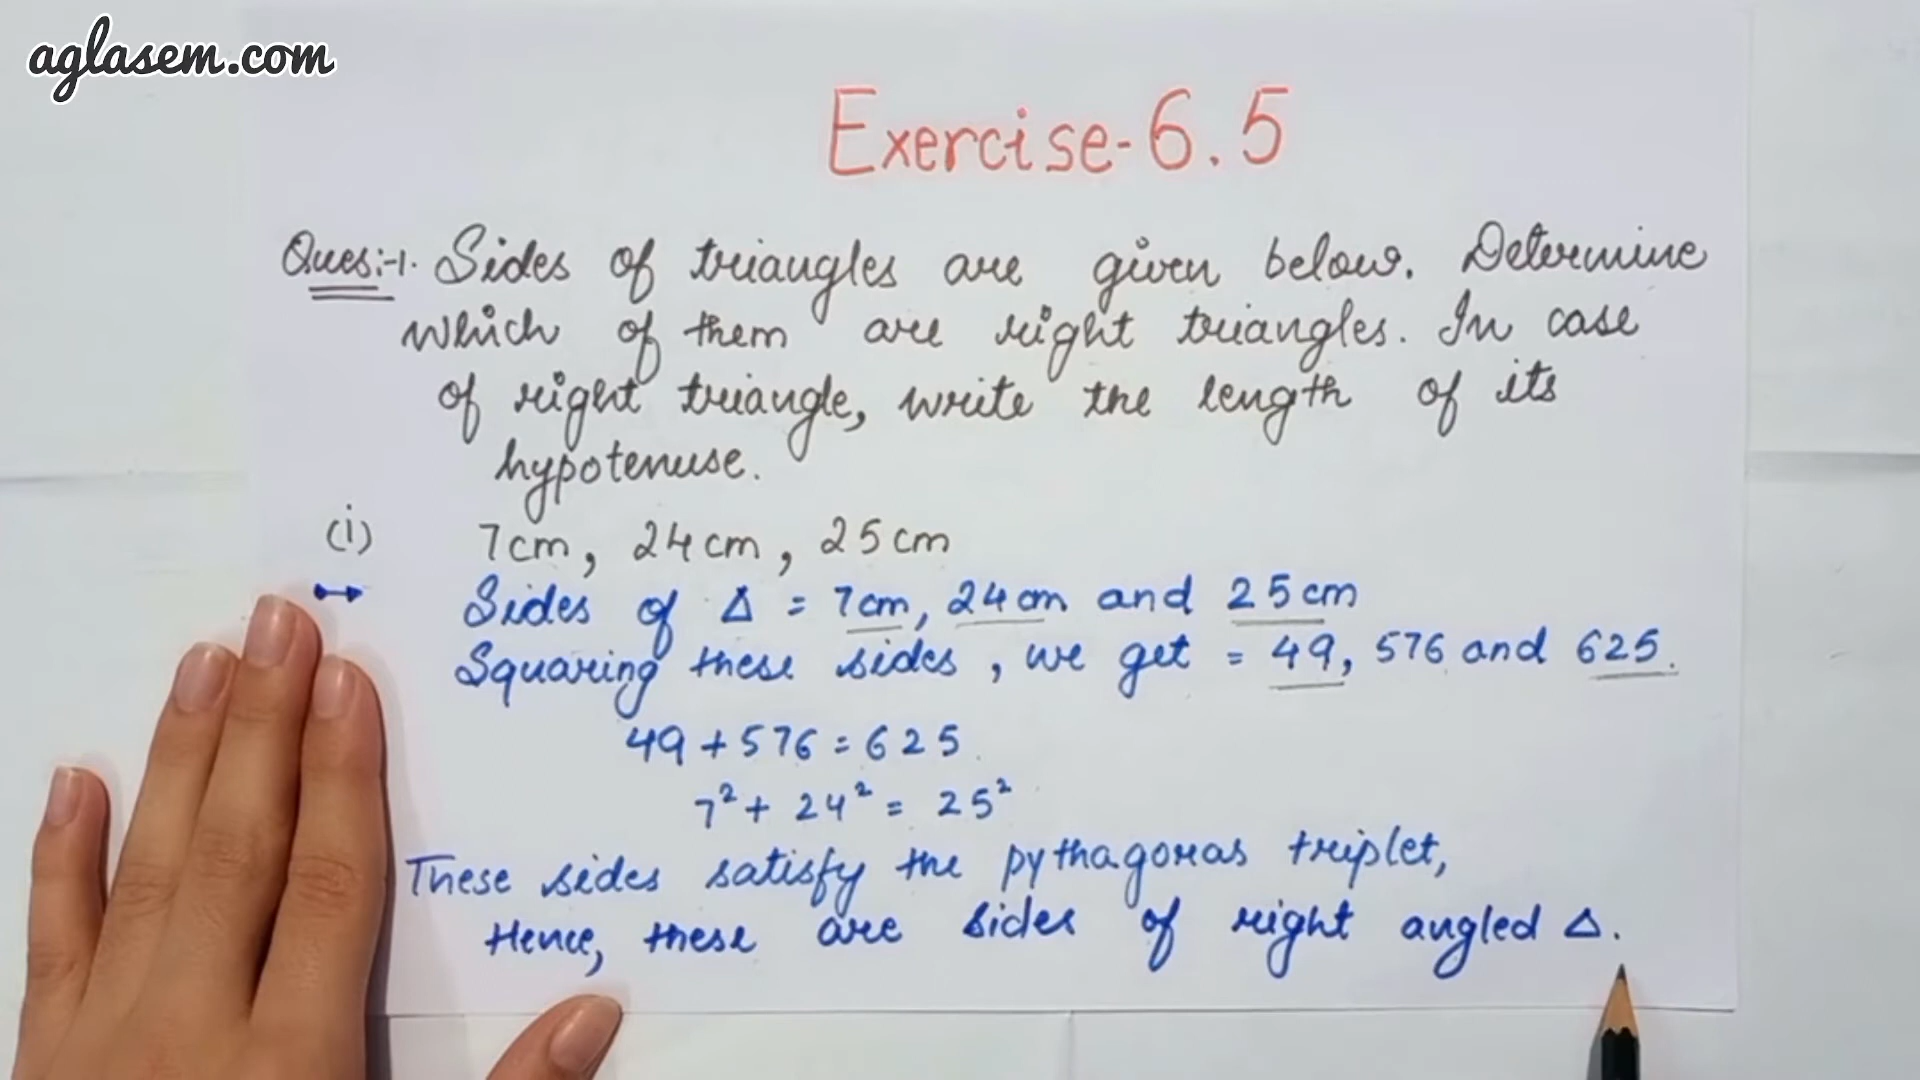 aglasem.com
Exercise-6.5
Ques:-1. Sides of triangles are given below. Determine
which of them are right triangles. In case
of right triangle, write the length of its
hypotenuse.
(i) 7cm, 24cm, 25cm
Sides of Δ = 7cm, 24cm and 25cm
Squaring these sides, we get = 49, 576 and 625.
49+576=625.
7²+ 24² = 25²
These sides satisfy the pythagoras triplet,
Hence, these are sides of right angled Δ.